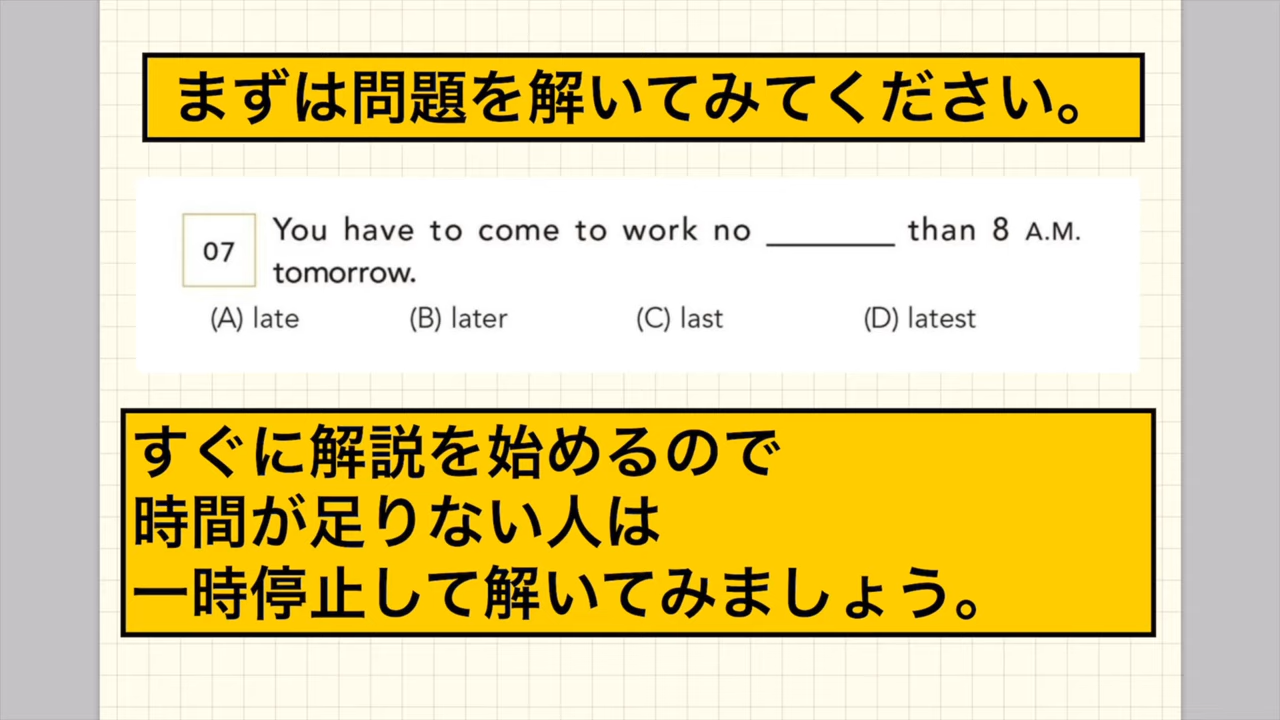 まずは問題を解いてみてください。
07
You have to come to work no ________ than 8 A.M.
tomorrow.
(A) late (B) later (C) last (D) latest
すぐに解説を始めるので
時間が足りない人は
一時停止して解いてみましょう。